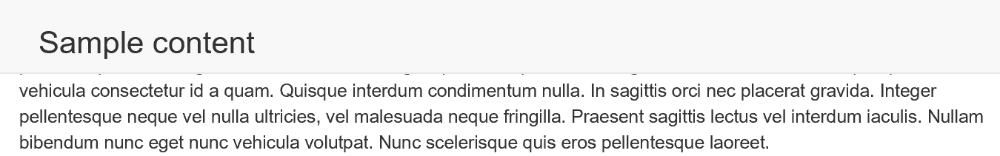 Sample content
vehicula consectetur id a quam. Quisque interdum condimentum nulla. In sagittis orci nec placerat gravida. Integer
pellentesque neque vel nulla ultricies, vel malesuada neque fringilla. Praesent sagittis lectus vel interdum iaculis. Nullam
bibendum nunc eget nunc vehicula volutpat. Nunc scelerisque quis eros pellentesque laoreet.